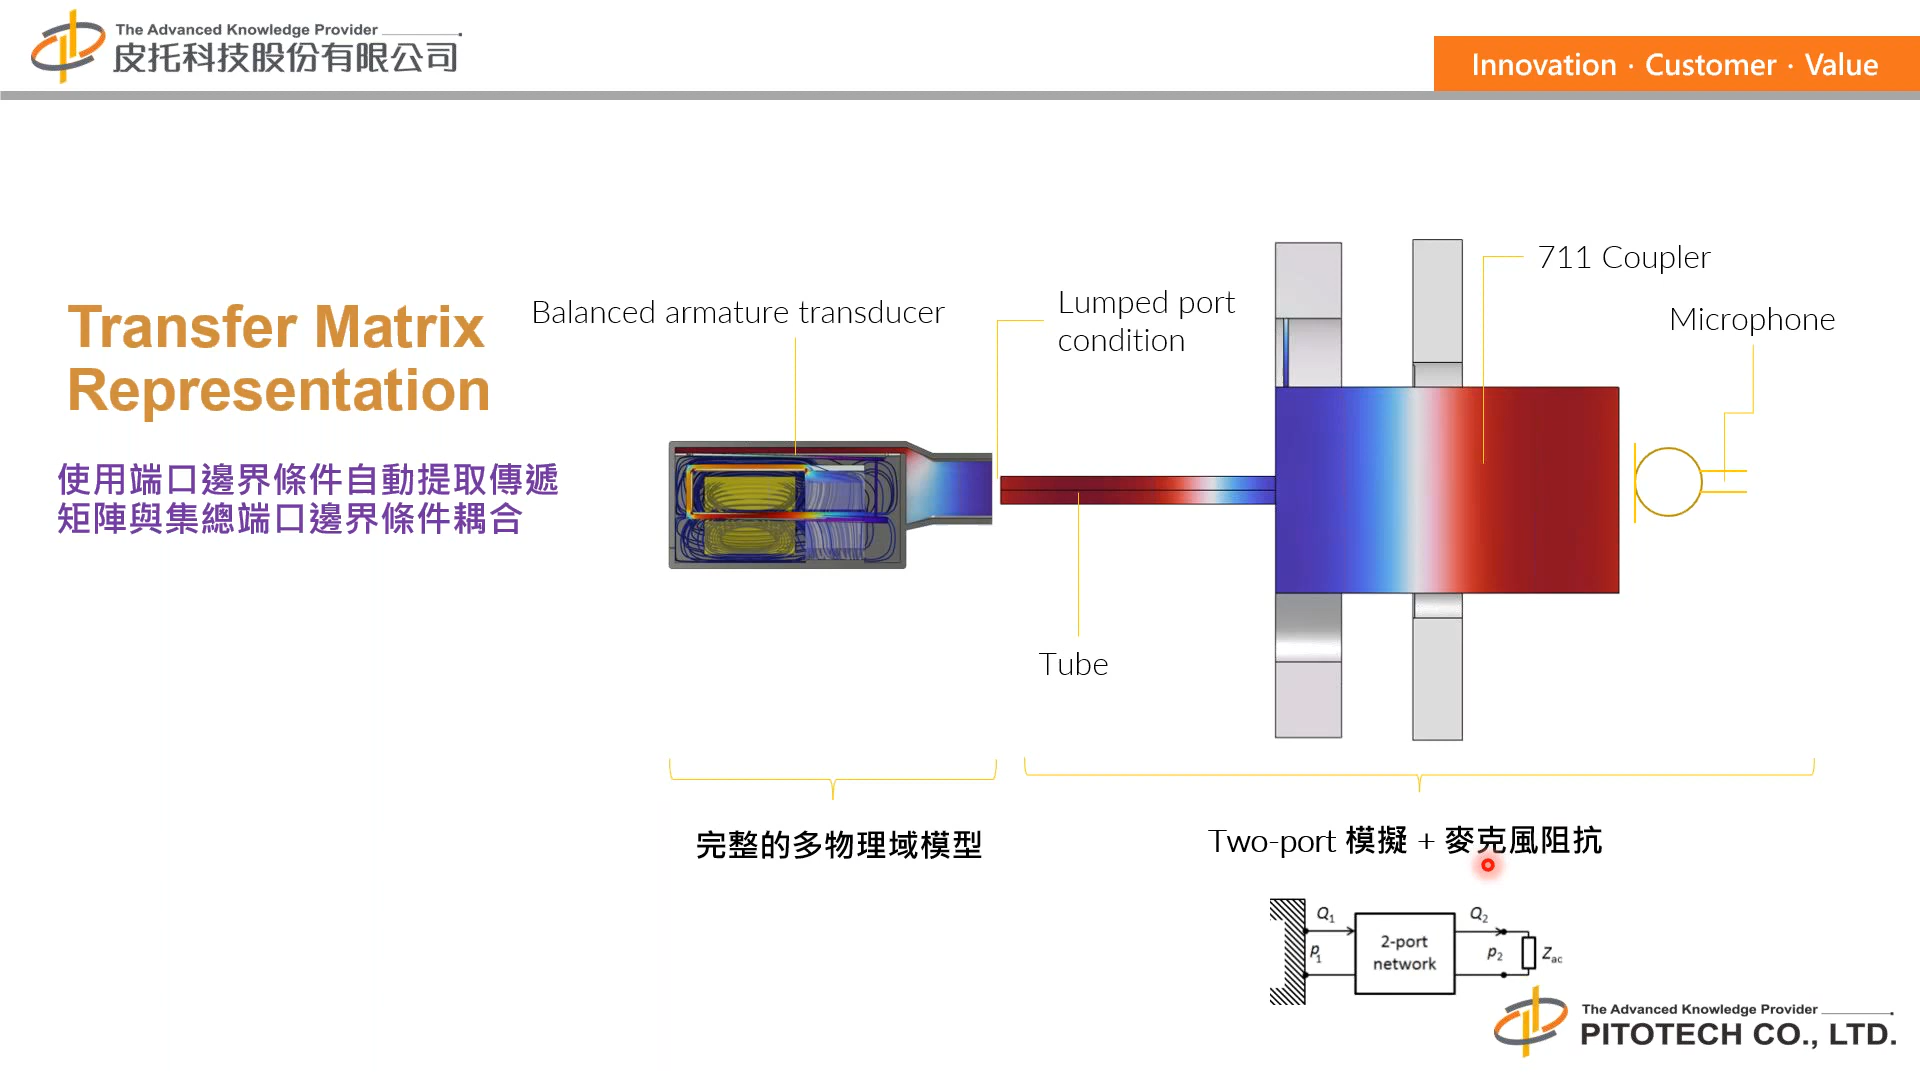 The Advanced Knowledge Provider
皮托科技股份有限公司
Innovation · Customer · Value
Transfer Matrix
Representation
使用端口邊界條件自動提取傳遞
矩陣與集總端口邊界條件耦合
Balanced armature transducer
Lumped port
condition
711 Coupler
Microphone
Tube
完整的多物理域模型
Two-port 模擬 + 麥克風阻抗
Q1
Q2
2-port
network
p1
p2
Zac
The Advanced Knowledge Provider
PITOTECH CO., LTD.